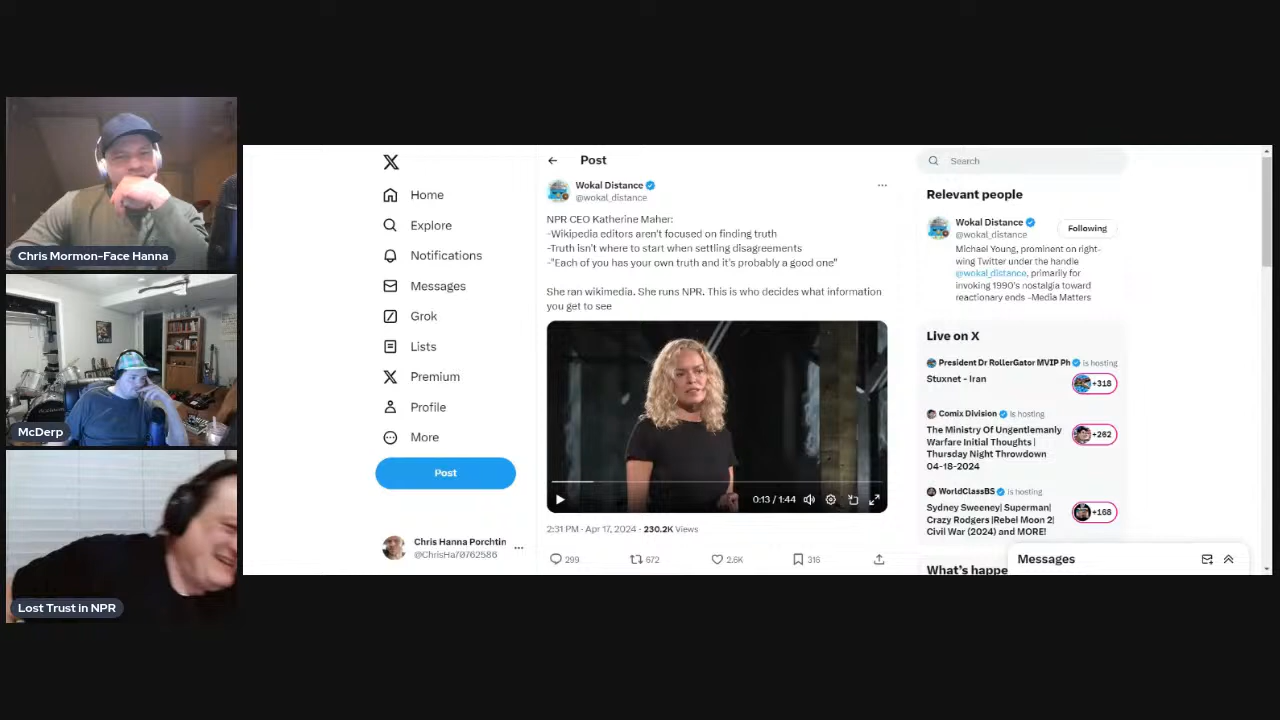 Chris Mormon-Face Hanna
McDerp
Lost Trust in NPR
Home
Explore
Notifications
Messages
Grok
Lists
Premium
Profile
More
Post
Chris Hanna Porchtin
@ChrisHa70762586
Post
Wokal Distance
@wokal_distance
NPR CEO Katherine Maher:
-Wikipedia editors aren't focused on finding truth
-Truth isn't where to start when settling disagreements
-"Each of you has your own truth and it's probably a good one"
She ran wikimedia. She runs NPR. This is who decides what information
you get to see
0:13 / 1:44
2:31 PM · Apr 17, 2024 · 230.2K Views
299
672
2.6K
316
Search
Relevant people
Wokal Distance
@wokal_distance
Following
Michael Young, prominent on right-
wing Twitter under the handle
@wokal_distance, primarily for
invoking 1990's nostalgia toward
reactionary ends -Media Matters
Live on X
President Dr RollerGator MVIP Ph is hosting
Stuxnet - Iran
+318
Comix Division is hosting
The Ministry Of Ungentlemanly
Warfare Initial Thoughts |
Thursday Night Throwdown
04-18-2024
+262
WorldClassBS is hosting
Sydney Sweeney| Superman|
Crazy Rodgers |Rebel Moon 2|
Civil War (2024) and MORE!
+168
What's happe
Messages